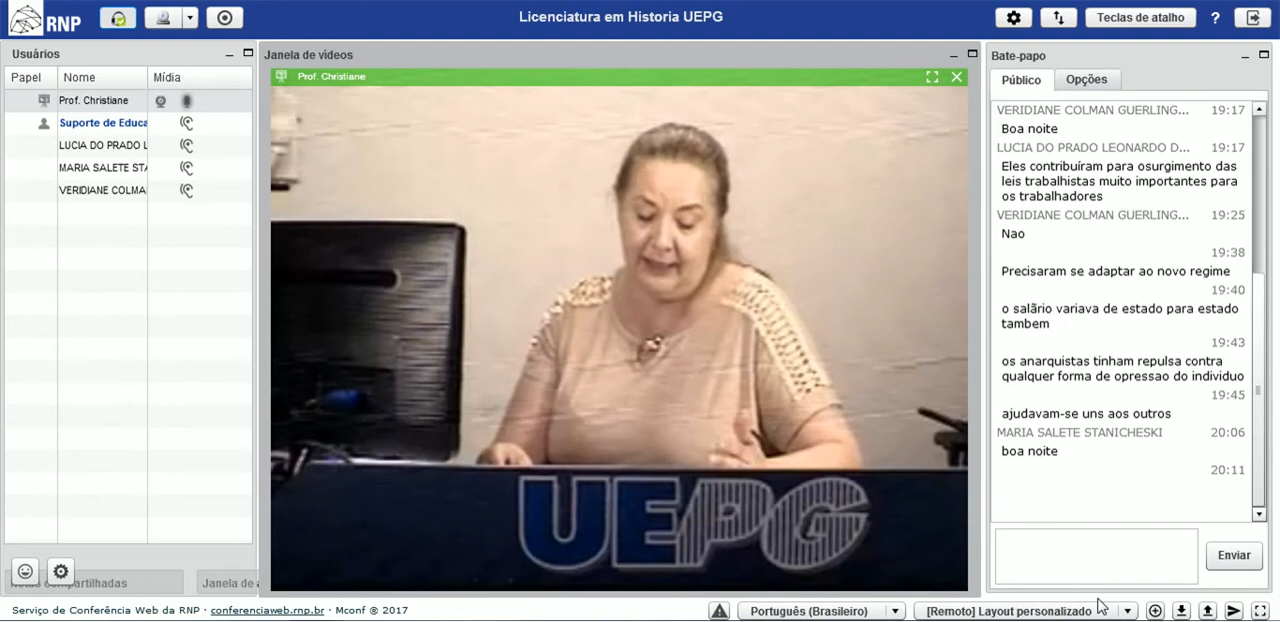 RNP
Licenciatura em Historia UEPG
Teclas de atalho
?
Usuários
Papel Nome Mídia
Prof. Christiane
Suporte de Educa
LUCIA DO PRADO L
MARIA SALETE STA
VERIDIANE COLMA
Notas compartilhadas
Janela de a
Janela de vídeos
Prof. Christiane
UEPG
Bate-papo
Público Opções
VERIDIANE COLMAN GUERLING... 19:17
Boa noite
LUCIA DO PRADO LEONARDO D... 19:17
Eles contribuíram para osurgimento das
leis trabalhistas muito importantes para
os trabalhadores
VERIDIANE COLMAN GUERLING... 19:25
Nao
19:38
Precisaram se adaptar ao novo regime
19:40
o salãrio variava de estado para estado
tambem
19:43
os anarquistas tinham repulsa contra
qualquer forma de opressao do individuo
19:45
ajudavam-se uns aos outros
MARIA SALETE STANICHESKI 20:06
boa noite
20:11
Enviar
Serviço de Conferência Web da RNP · conferenciaweb.rnp.br · Mconf ® 2017
Português (Brasileiro)
[Remoto] Layout personalizado